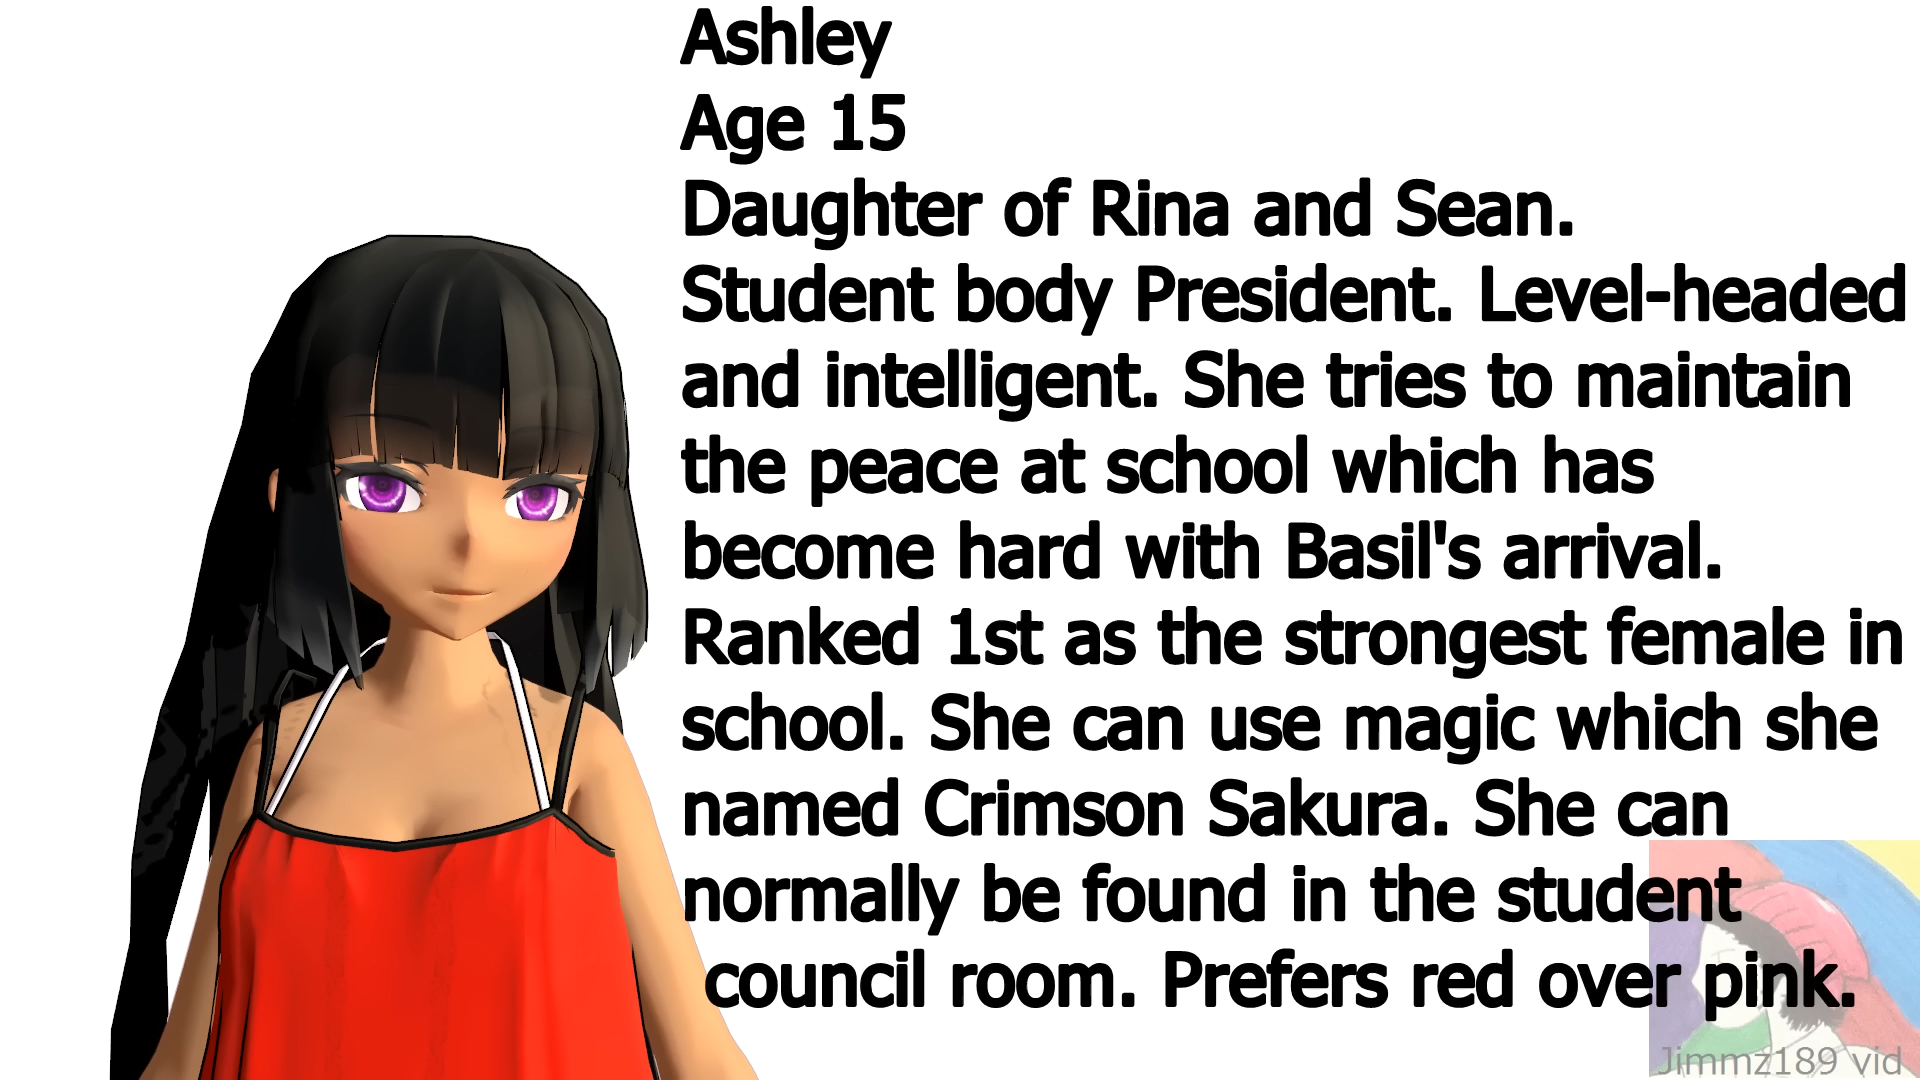 Ashley
Age 15
Daughter of Rina and Sean.
Student body President. Level-headed
and intelligent. She tries to maintain
the peace at school which has
become hard with Basil's arrival.
Ranked 1st as the strongest female in
school. She can use magic which she
named Crimson Sakura. She can
normally be found in the student
council room. Prefers red over pink.
Jimmz189 vid